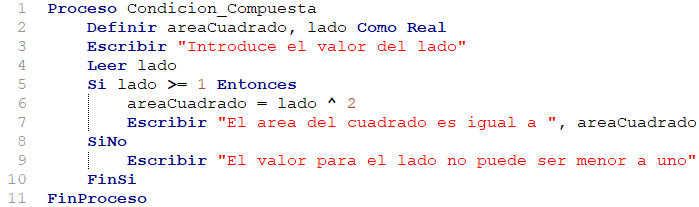 1 Proceso Condicion_Compuesta
2 Definir areaCuadrado, lado Como Real
3 Escribir "Introduce el valor del lado"
4 Leer lado
5 Si lado >= 1 Entonces
6 areaCuadrado = lado ^ 2
7 Escribir "El area del cuadrado es igual a ", areaCuadrado
8 SiNo
9 Escribir "El valor para el lado no puede ser menor a uno"
10 FinSi
11 FinProceso